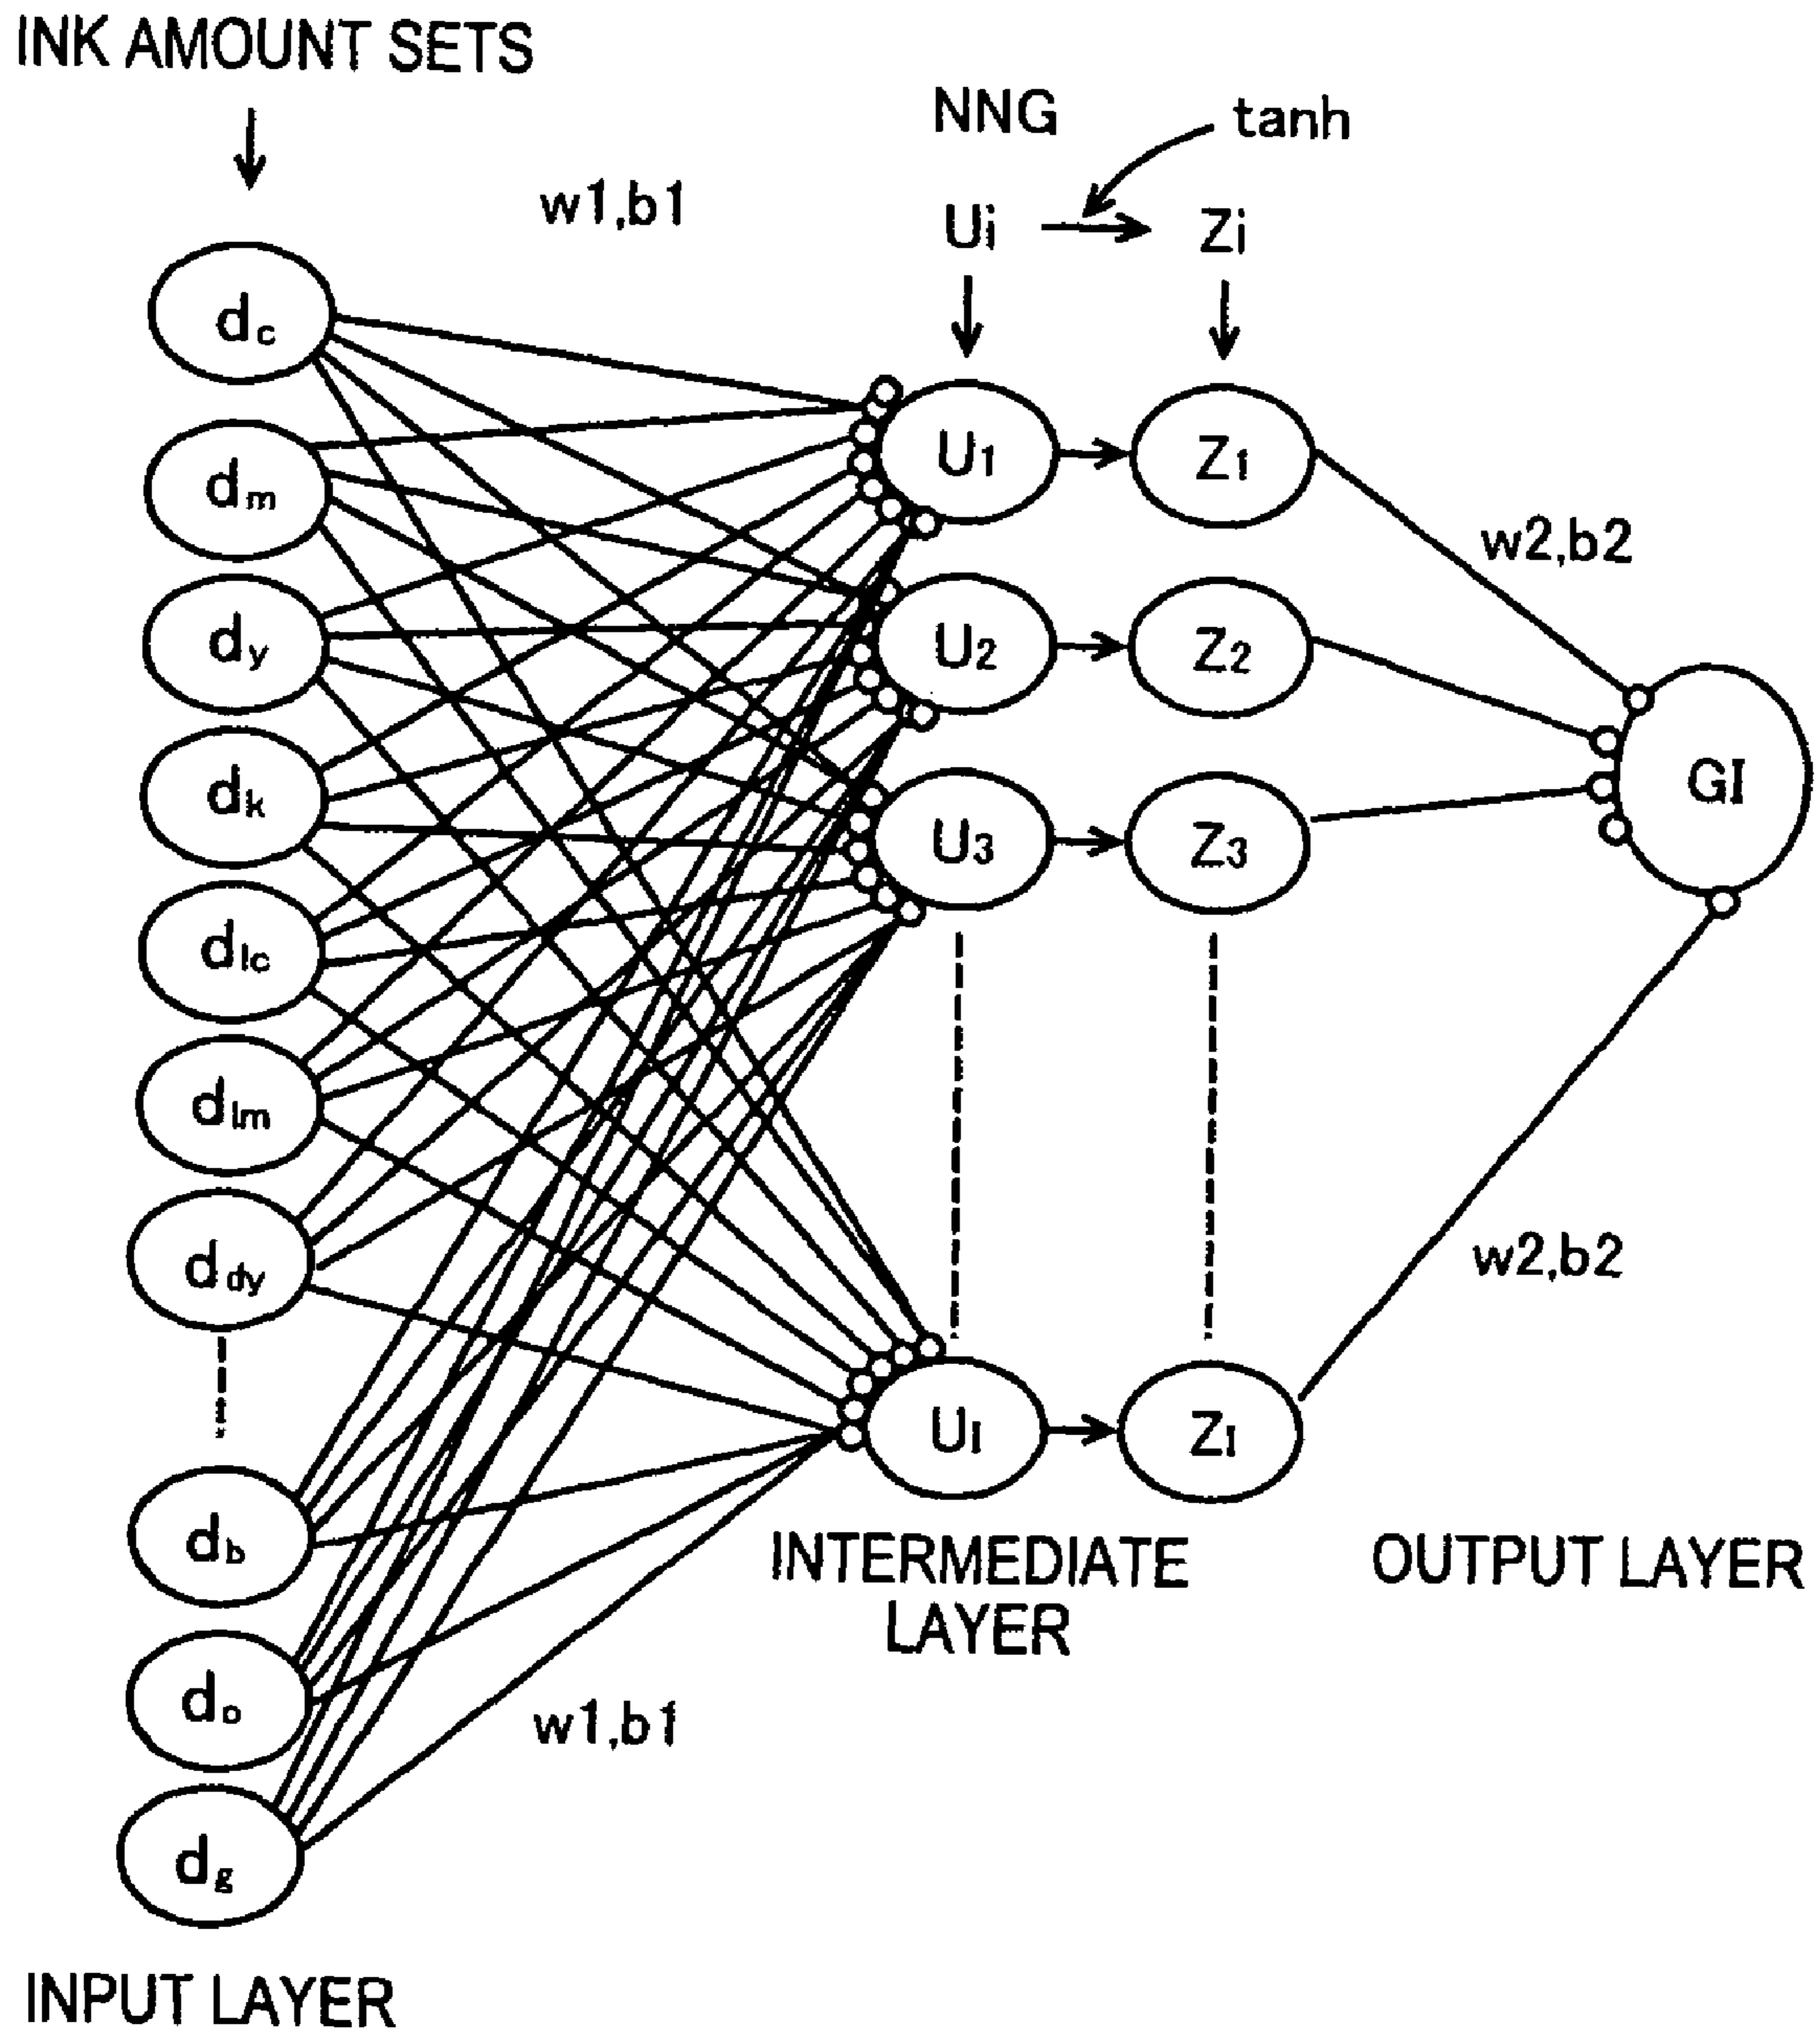 INK AMOUNT SETS
NNG
tanh
w1,b1
Ui
Zi
dc
dm
dy
dk
dlc
dlm
ddy
db
do
dg
U1
U2
U3
UI
Z1
Z2
Z3
ZI
w2,b2
GI
w2,b2
w1,b1
INTERMEDIATE
LAYER
OUTPUT LAYER
INPUT LAYER